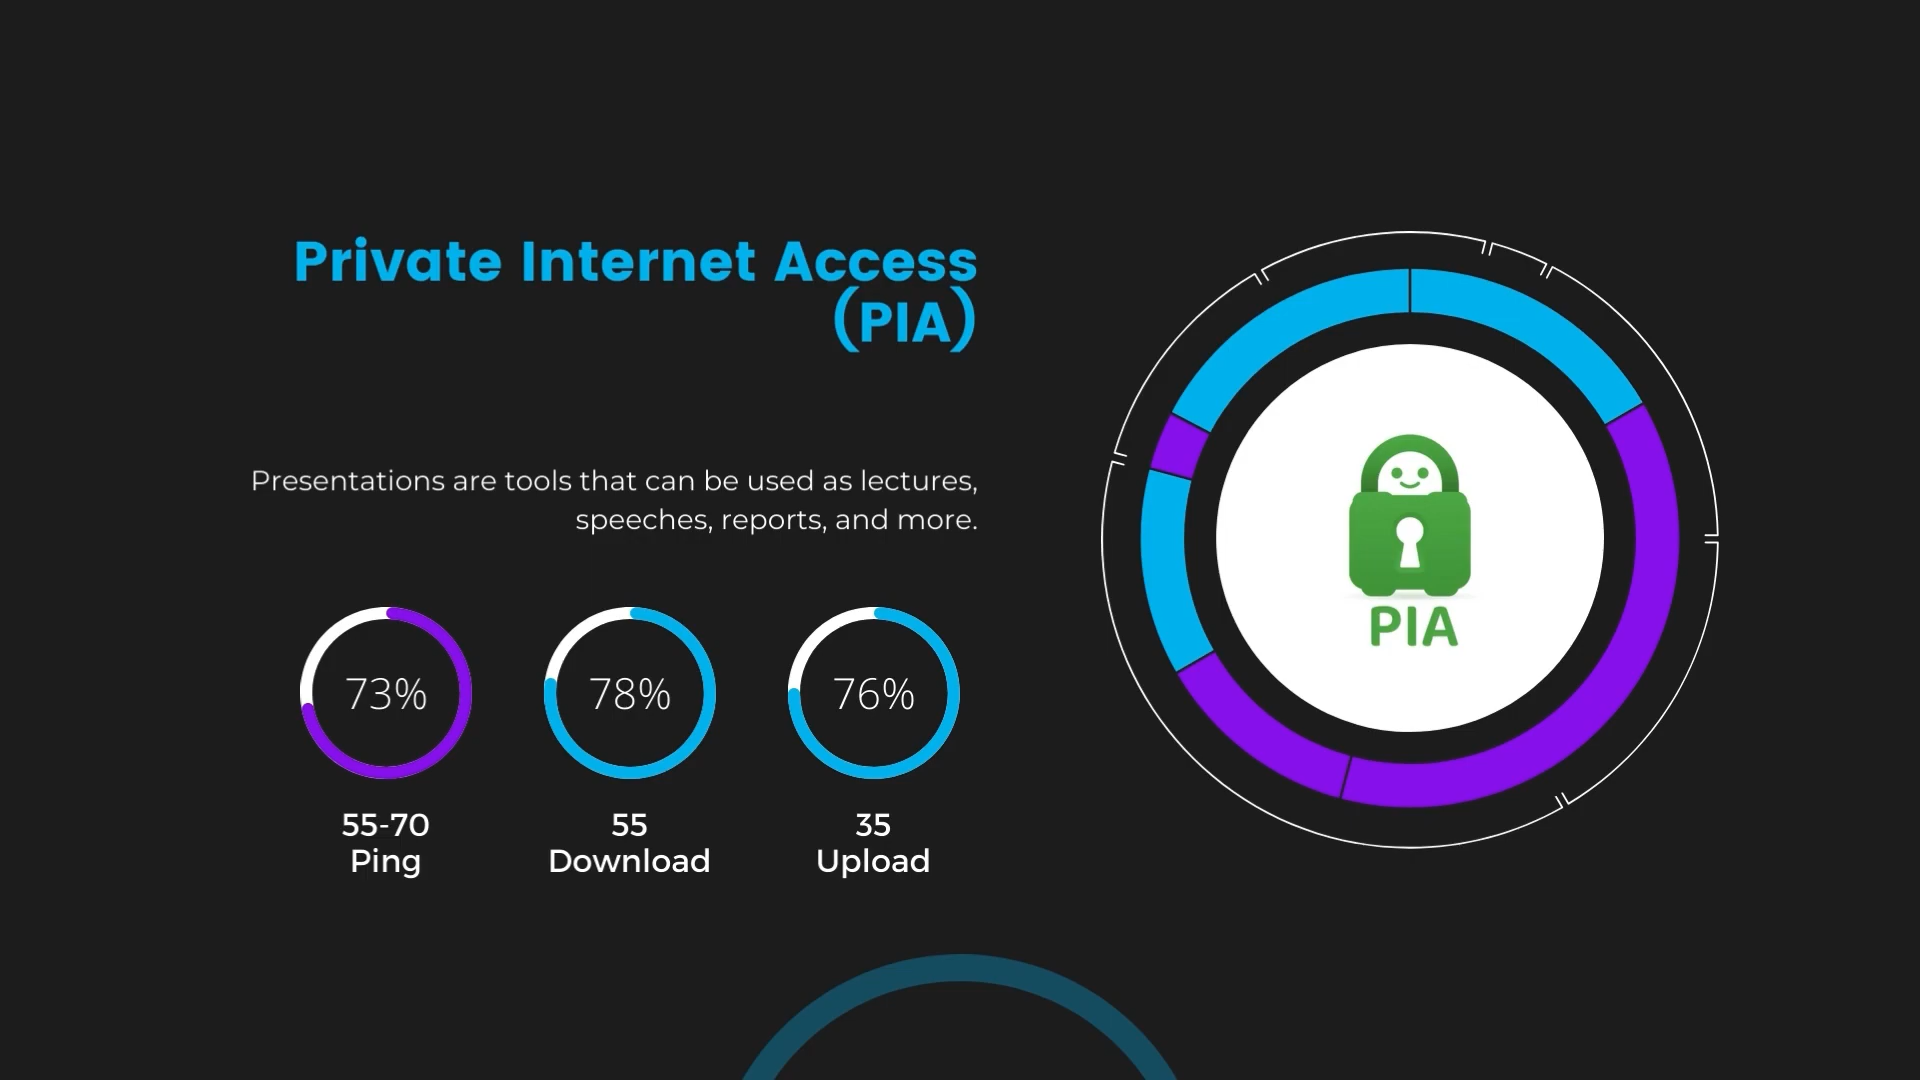 Private Internet Access
(PIA)
Presentations are tools that can be used as lectures,
speeches, reports, and more.
73%
78%
76%
55-70
Ping
55
Download
35
Upload
PIA